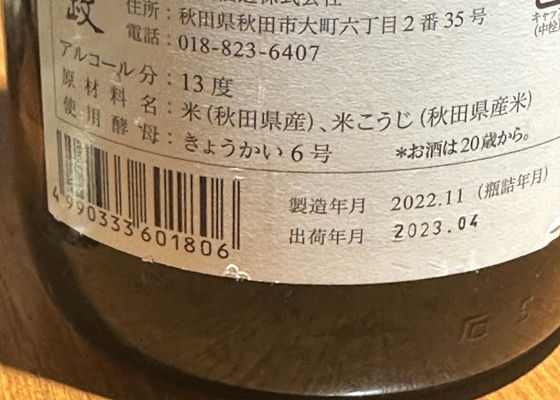 政
住所：秋田県秋田市大町六丁目2番35号
電話：018-823-6407
アルコール分：13度
原材料名：米（秋田県産）、米こうじ（秋田県産米）
使用酵母：きょうかい6号
*お酒は20歳から。
4990333601806
製造年月 2022.11（瓶詰年月）
出荷年月 2023.04